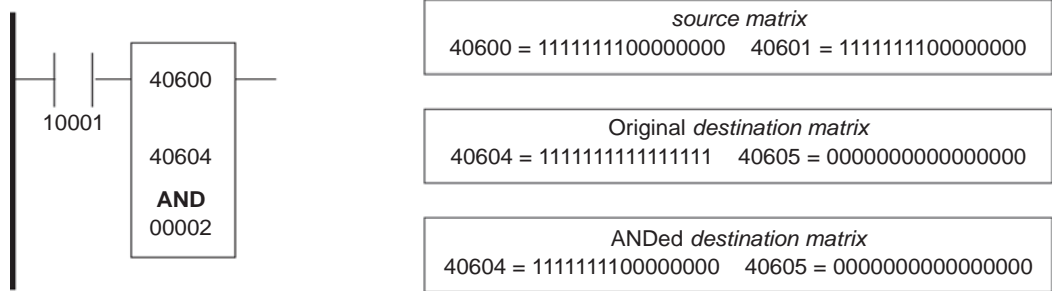 10001
40600
40604
AND
00002
source matrix
40600 = 1111111100000000 40601 = 1111111100000000
Original destination matrix
40604 = 1111111111111111 40605 = 0000000000000000
ANDed destination matrix
40604 = 1111111100000000 40605 = 0000000000000000